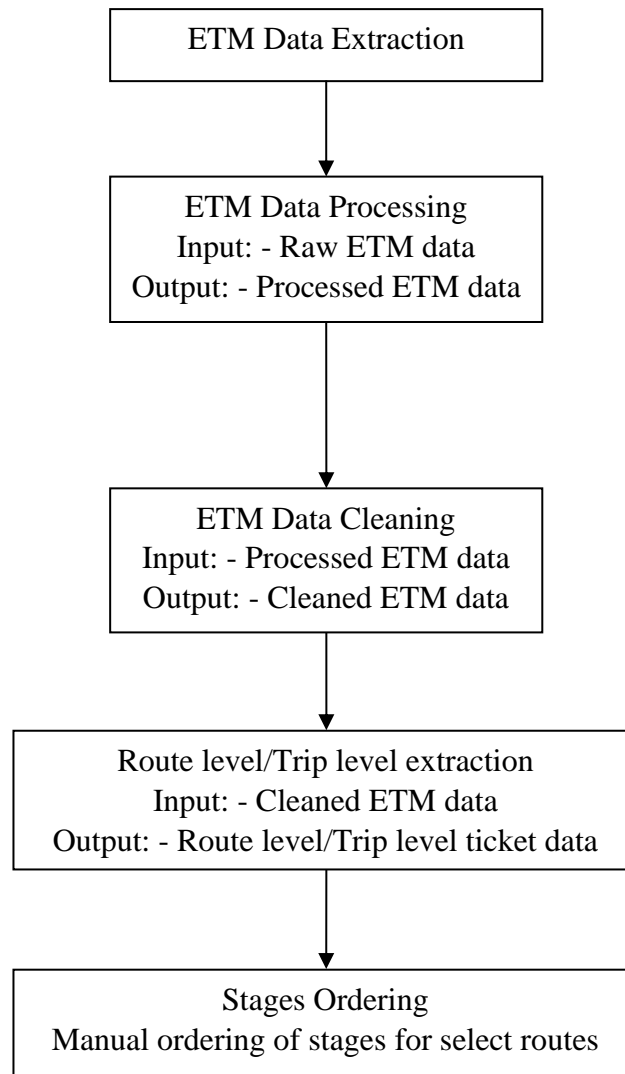 ETM Data Extraction
ETM Data Processing
Input: - Raw ETM data
Output: - Processed ETM data
ETM Data Cleaning
Input: - Processed ETM data
Output: - Cleaned ETM data
Route level/Trip level extraction
Input: - Cleaned ETM data
Output: - Route level/Trip level ticket data
Stages Ordering
Manual ordering of stages for select routes